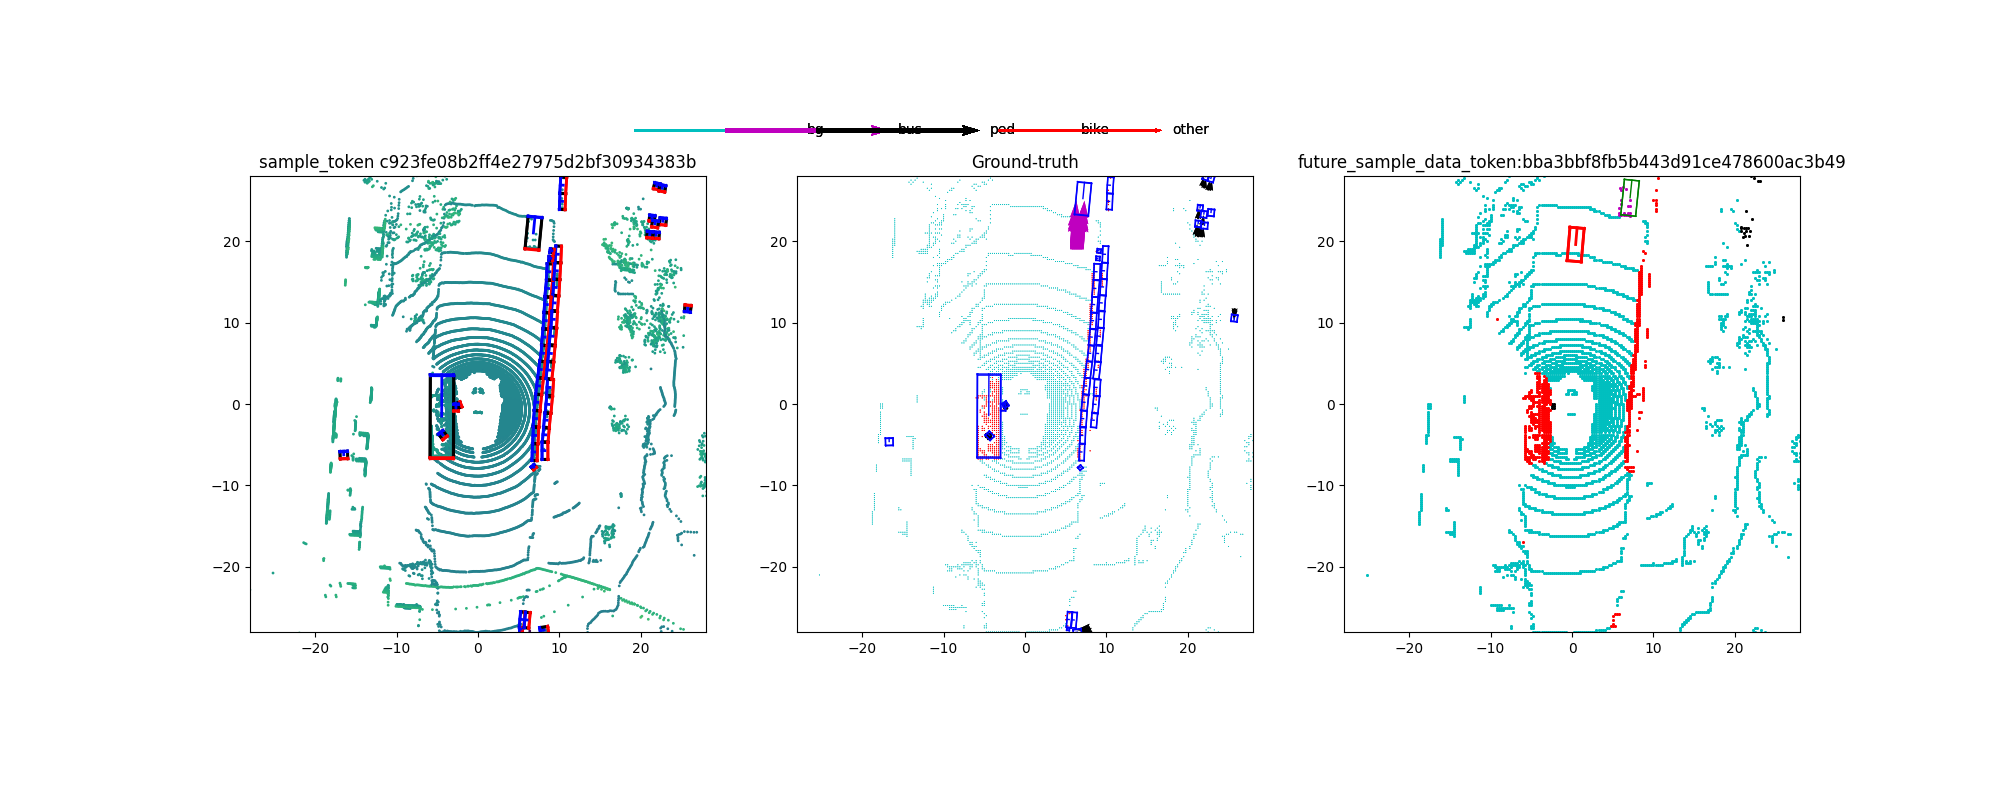 bg bus ped bike other
sample_token c923fe08b2ff4e27975d2bf30934383b
Ground-truth
future_sample_data_token:bba3bbf8fb5b443d91ce478600ac3b49
20
10
0
−10
−20
−20 −10 0 10 20
20
10
0
−10
−20
−20 −10 0 10 20
20
10
0
−10
−20
−20 −10 0 10 20